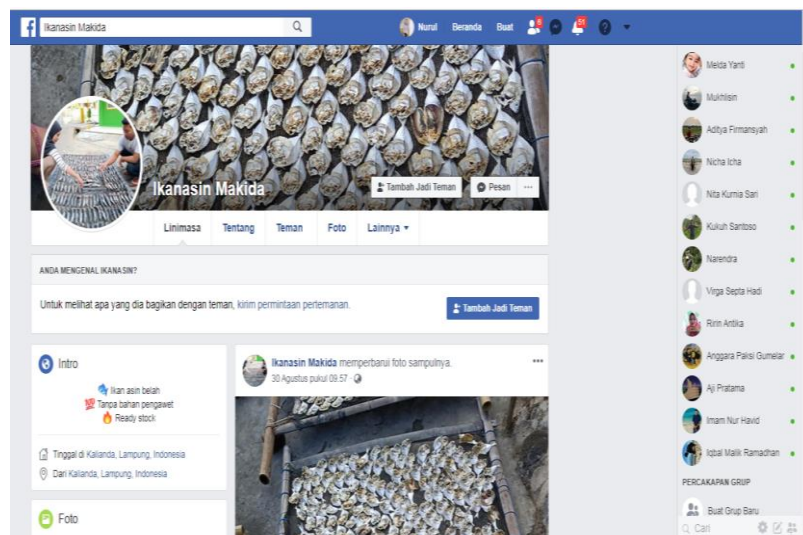 Ikanasin Makida
Nurul Beranda Buat 6 51
Ikanasin Makida
Tambah Jadi Teman Pesan ...
Linimasa Tentang Teman Foto Lainnya
ANDA MENGENAL IKANASIN?
Untuk melihat apa yang dia bagikan dengan teman, kirim permintaan pertemanan.
Tambah Jadi Teman
Intro
Ikan asin belah
100 Tanpa bahan pengawet
Ready stock
Tinggal di Kalianda, Lampung, Indonesia
Dari Kalianda, Lampung, Indonesia
Foto
Ikanasin Makida memperbarui foto sampulnya.
30 Agustus pukul 09.57 ·
Melda Yanti
Mukhlisin
Aditya Firmansyah
Nicha Icha
Nita Kurnia Sari
Kukuh Santoso
Narendra
Virga Septa Hadi
Ririn Antika
Anggara Paksi Gumelar
Aji Pratama
Imam Nur Havid
Iqbal Malik Ramadhan
PERCAKAPAN GRUP
Buat Grup Baru
Cari